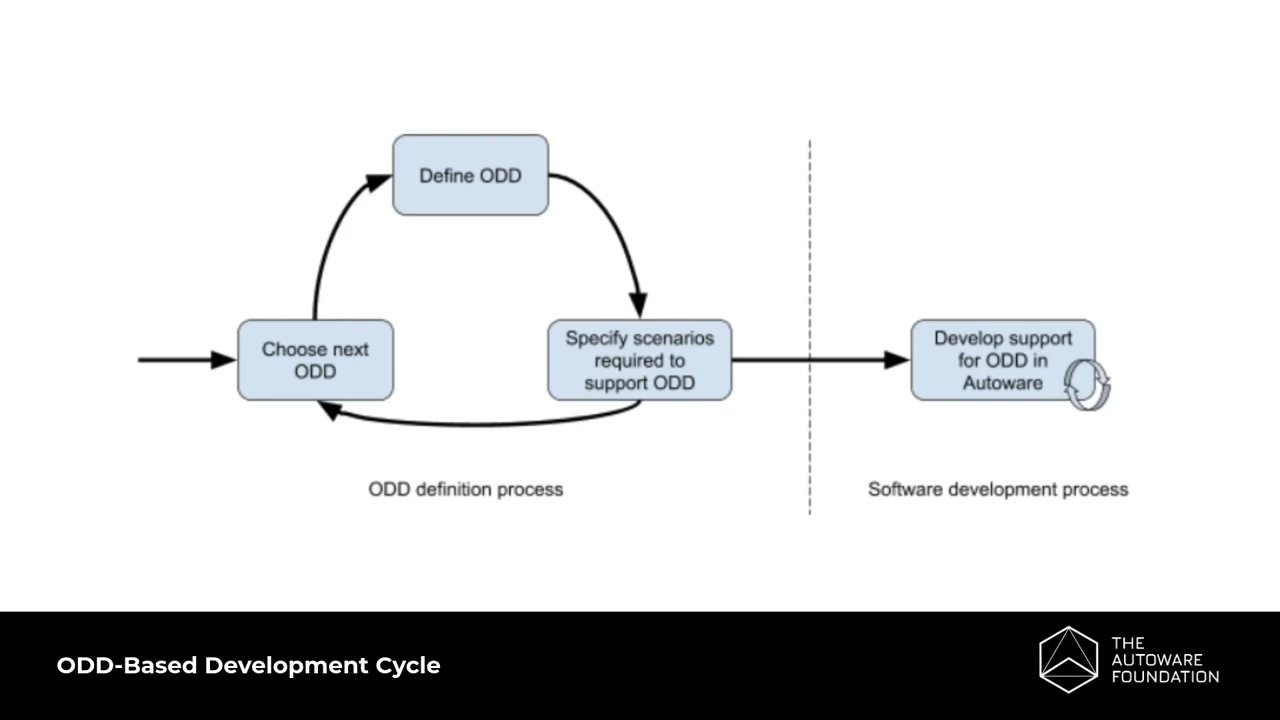 Define ODD
Choose next
ODD
Specify scenarios
required to
support ODD
Develop support
for ODD in
Autoware
ODD definition process
Software development process
ODD-Based Development Cycle
THE
AUTOWARE
FOUNDATION